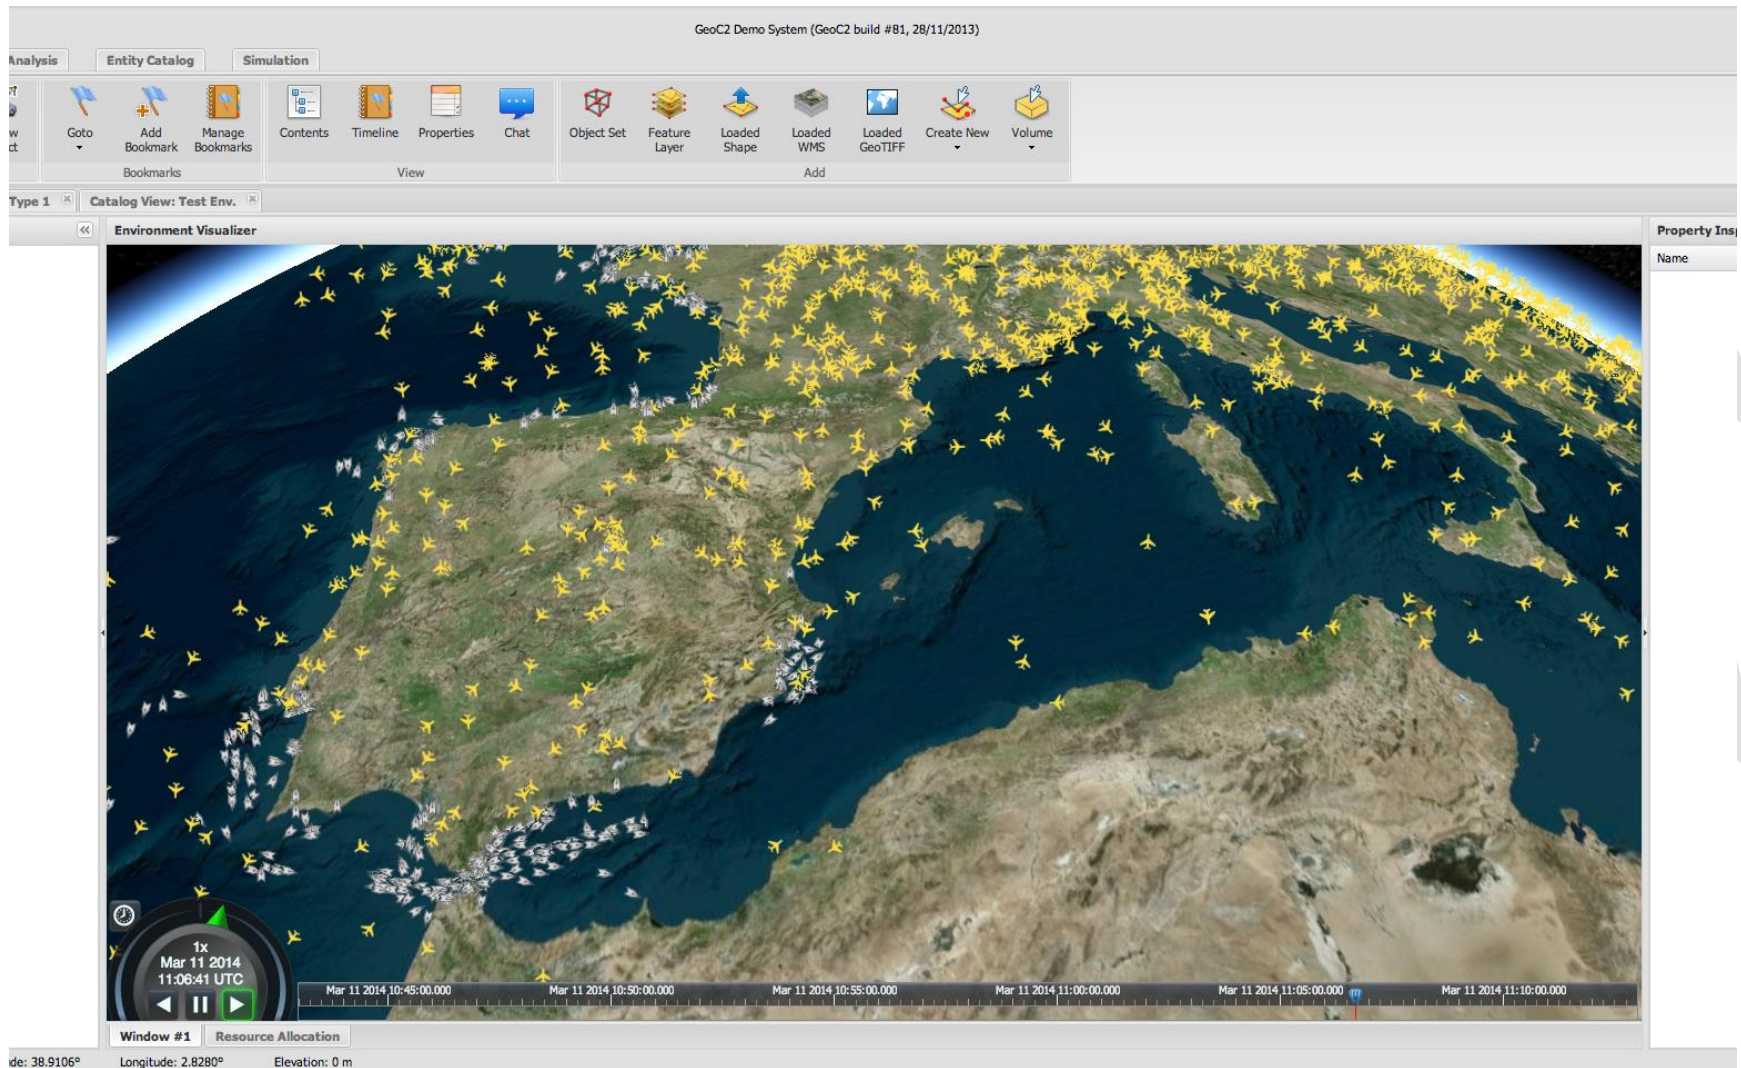 GeoC2 Demo System (GeoC2 build #81, 28/11/2013)
Analysis
Entity Catalog
Simulation
Goto
Add
Bookmark
Manage
Bookmarks
Bookmarks
Contents
Timeline
Properties
Chat
View
Object Set
Feature
Layer
Loaded
Shape
Loaded
WMS
Loaded
GeoTIFF
Create New
Volume
Add
Type 1
Catalog View: Test Env.
Environment Visualizer
Property Ins
Name
1x
Mar 11 2014
11:06:41 UTC
Mar 11 2014 10:45:00.000
Mar 11 2014 10:50:00.000
Mar 11 2014 10:55:00.000
Mar 11 2014 11:00:00.000
Mar 11 2014 11:05:00.000
Mar 11 2014 11:10:00.000
Window #1
Resource Allocation
de: 38.9106°
Longitude: 2.8280°
Elevation: 0 m